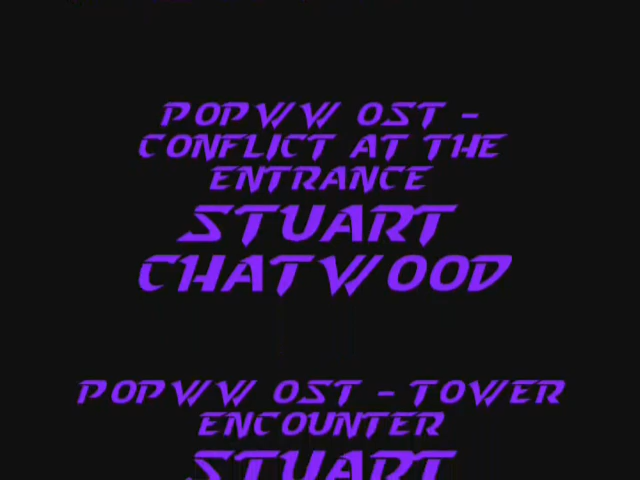 POPWW OST -
CONFLICT AT THE
ENTRANCE
STUART
CHATWOOD
POPWW OST - TOWER
ENCOUNTER
STUART